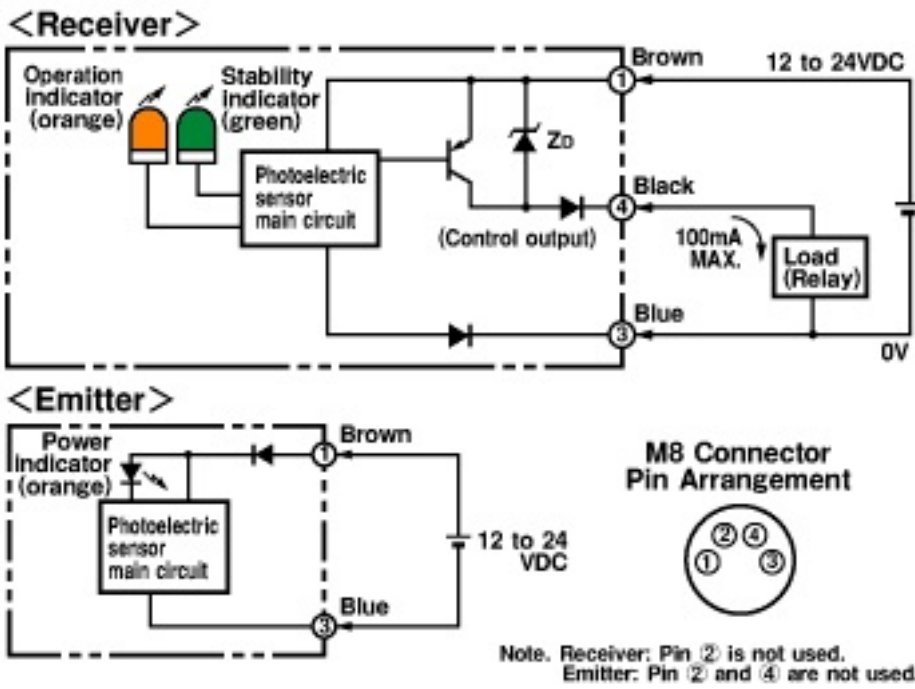 <Receiver>
Operation
indicator
(orange)
Stability
indicator
(green)
Photoelectric
sensor
main circuit
ZD
(Control output)
① Brown
12 to 24VDC
④ Black
100mA
MAX.
Load
(Relay)
③ Blue
0V
<Emitter>
Power
indicator
(orange)
Photoelectric
sensor
main circuit
① Brown
12 to 24
VDC
③ Blue
M8 Connector
Pin Arrangement
② ④
① ③
Note. Receiver: Pin ② is not used.
Emitter: Pin ② and ④ are not used